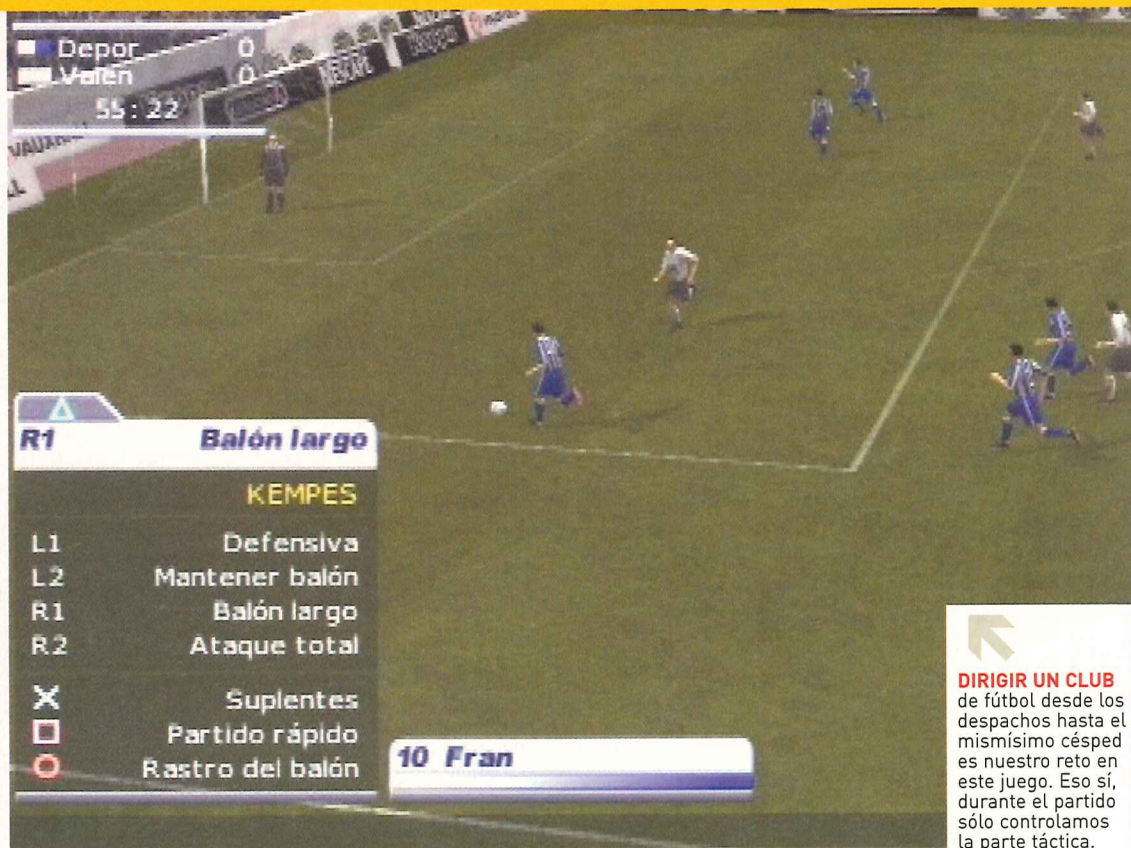 Depor 0
Valen 0
55:22
NESCAFE
VAUXHALL
R1 Balón largo
KEMPES
L1 Defensiva
L2 Mantener balón
R1 Balón largo
R2 Ataque total
Suplentes
Partido rápido
Rastro del balón
10 Fran
DIRIGIR UN CLUB
de fútbol desde los
despachos hasta el
mismísimo césped
es nuestro reto en
este juego. Eso sí,
durante el partido
sólo controlamos
la parte táctica.